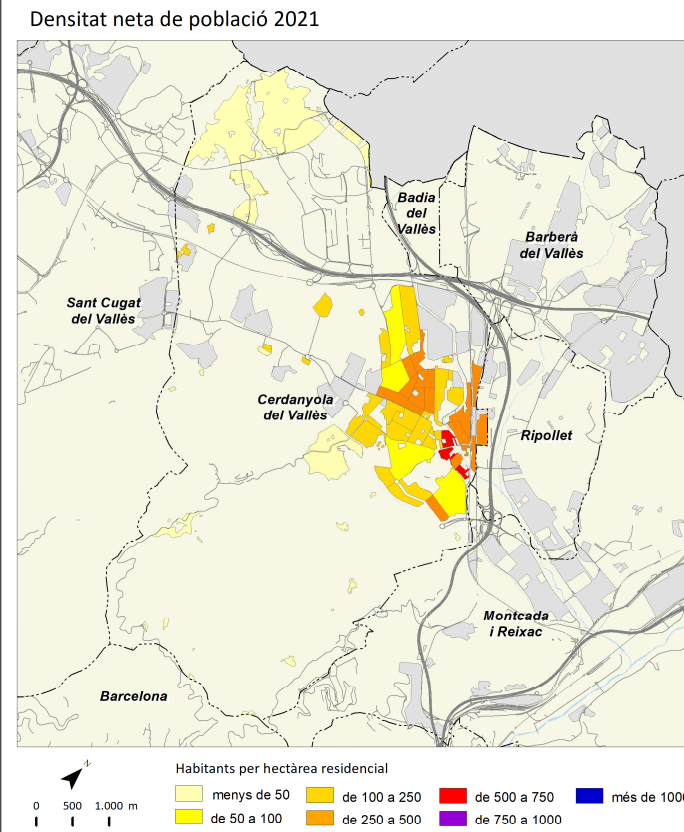 Densitat neta de població 2021
Badia
del
Vallès
Barberà
del Vallès
Sant Cugat
del Vallès
Cerdanyola
del Vallès
Ripollet
Montcada
i Reixac
Barcelona
N
0 500 1.000 m
Habitants per hectàrea residencial
menys de 50
de 100 a 250
de 500 a 750
més de 1000
de 50 a 100
de 250 a 500
de 750 a 1000